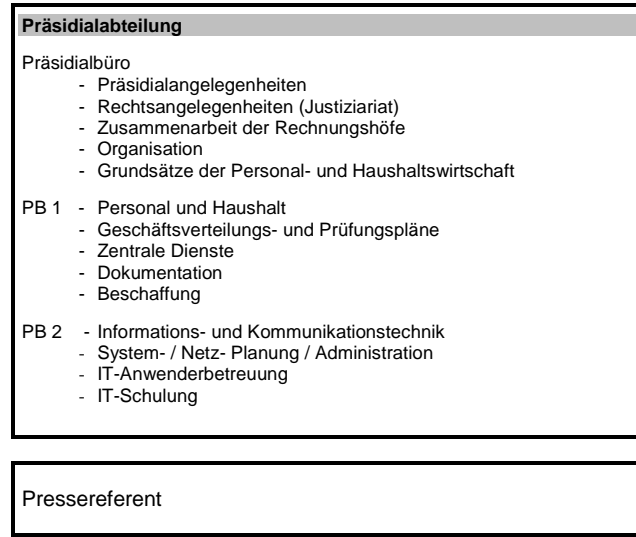 Präsidialabteilung
Präsidialbüro
- Präsidialangelegenheiten
- Rechtsangelegenheiten (Justiziariat)
- Zusammenarbeit der Rechnungshöfe
- Organisation
- Grundsätze der Personal- und Haushaltswirtschaft
PB 1 - Personal und Haushalt
- Geschäftsverteilungs- und Prüfungspläne
- Zentrale Dienste
- Dokumentation
- Beschaffung
PB 2 - Informations- und Kommunikationstechnik
- System- / Netz- Planung / Administration
- IT-Anwenderbetreuung
- IT-Schulung
Pressereferent